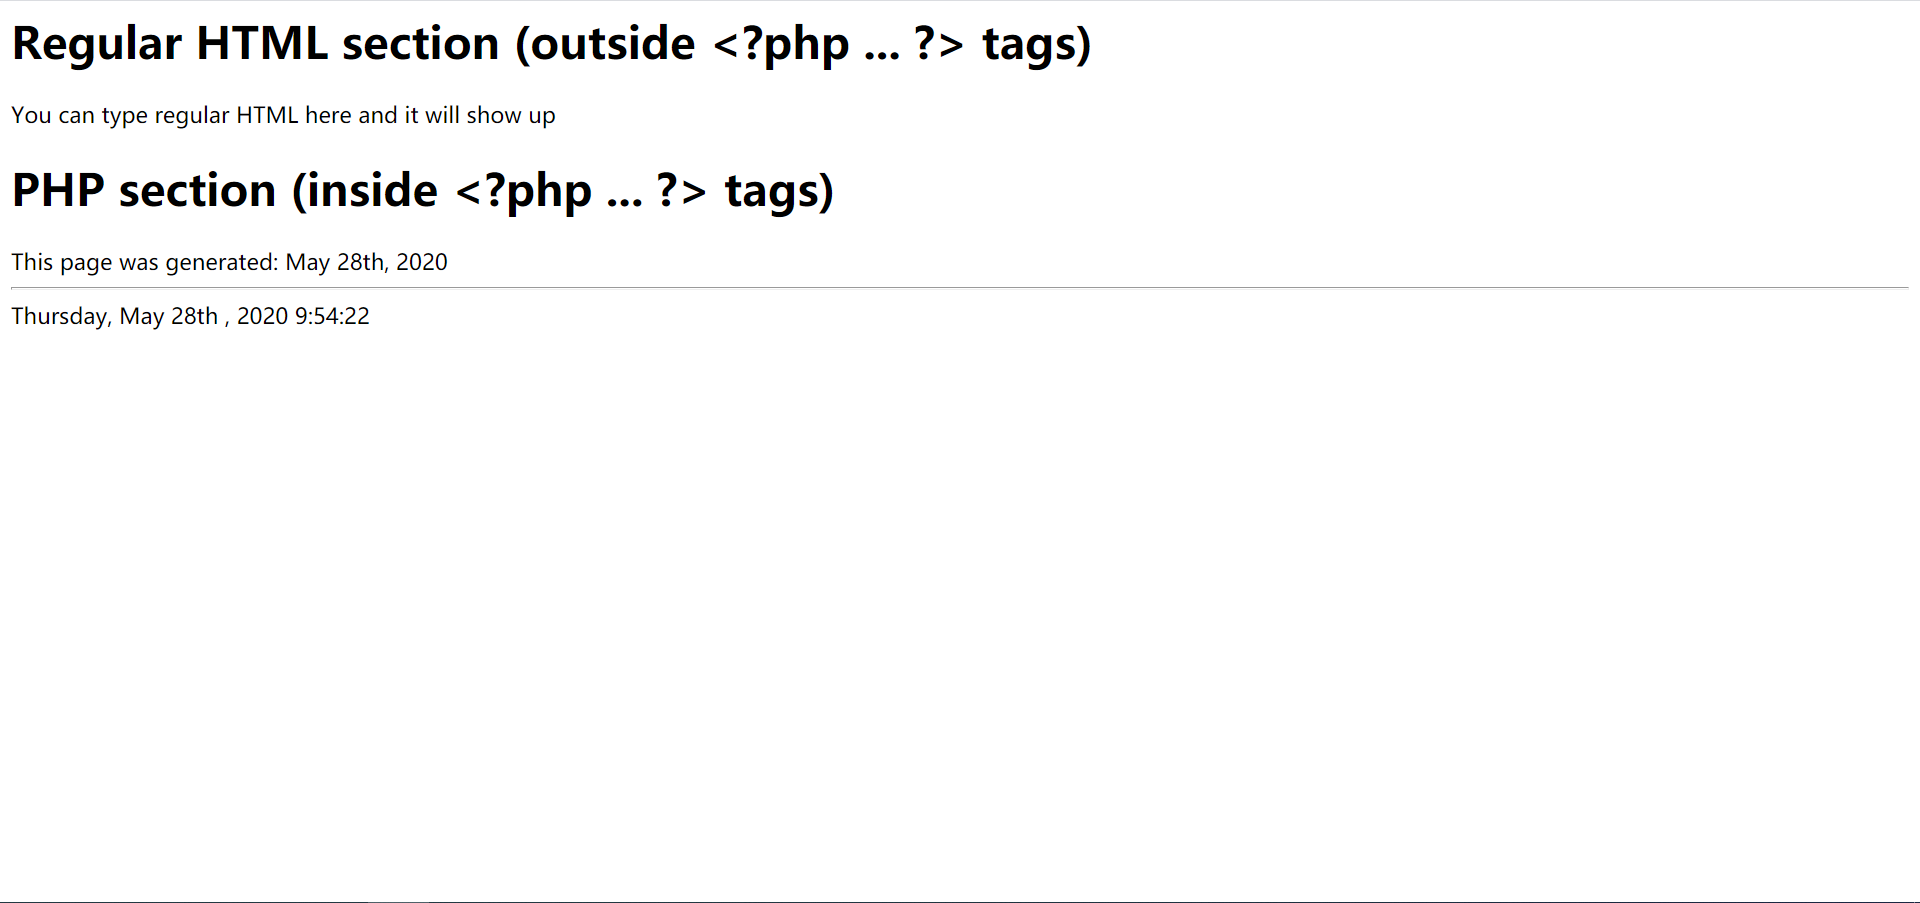 Regular HTML section (outside <?php ... ?> tags)
You can type regular HTML here and it will show up
PHP section (inside <?php ... ?> tags)
This page was generated: May 28th, 2020
Thursday, May 28th , 2020 9:54:22